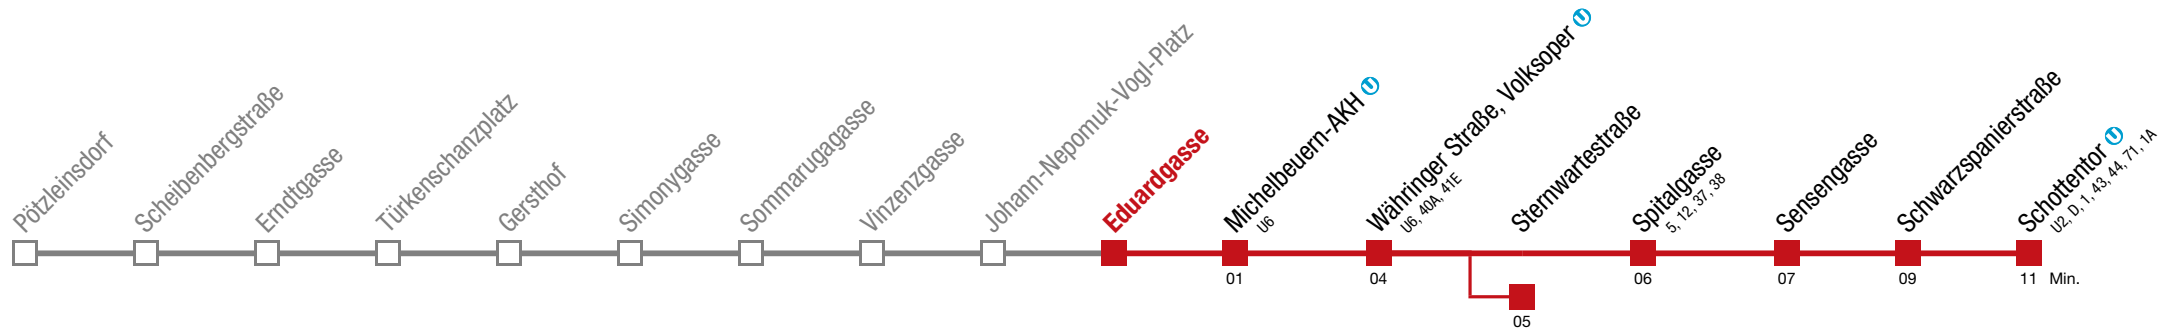 Pötzleinsdorf
Scheibenbergstraße
Erndtgasse
Türkenschanzplatz
Gersthof
Simonygasse
Sommarugagasse
Vinzenzgasse
Johann-Nepomuk-Vogl-Platz
Eduardgasse
Michelbeuern-AKH U
U6
Währinger Straße, Volksoper U
U6, 40A, 41E
Sternwartestraße
Spitalgasse
5, 12, 37, 38
Sensengasse
Schwarzspanierstraße
Schottentor U
U2, D, 1, 43, 44, 71, 1A
01
04
06
07
09
11 Min.
05